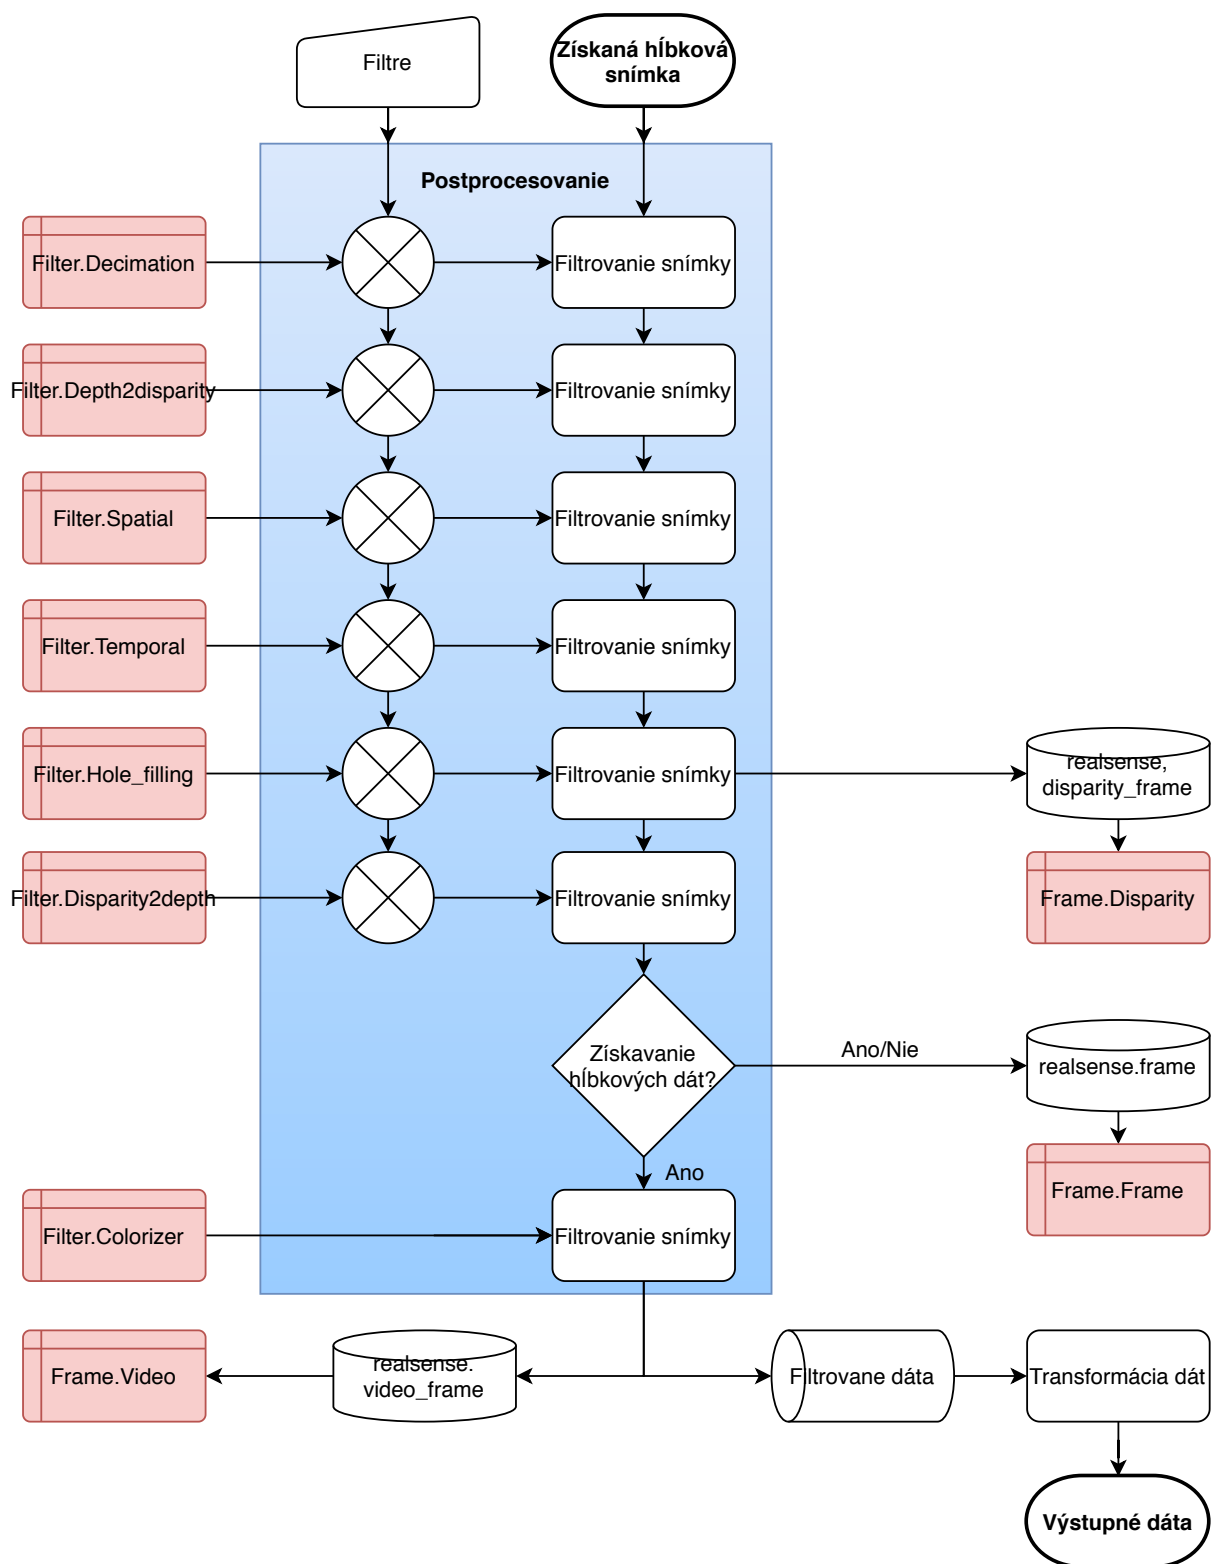 Filtre
Získaná hĺbková
snímka
Postprocesovanie
Filter.Decimation
Filtrovanie snímky
Filter.Depth2disparity
Filtrovanie snímky
Filter.Spatial
Filtrovanie snímky
Filter.Temporal
Filtrovanie snímky
Filter.Hole_filling
Filtrovanie snímky
realsense,
disparity_frame
Filter.Disparity2depth
Filtrovanie snímky
Frame.Disparity
Získavanie
hĺbkových dát?
Ano/Nie
realsense.frame
Ano
Frame.Frame
Filter.Colorizer
Filtrovanie snímky
Frame.Video
realsense.
video_frame
Filtrovane dáta
Transformácia dát
Výstupné dáta